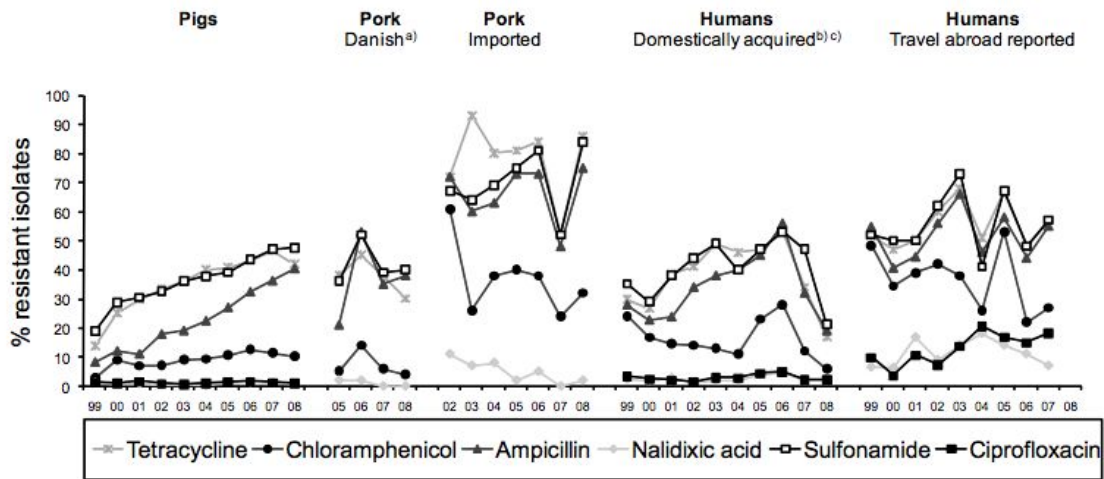 Pigs
Pork
Danish a)
Pork
Imported
Humans
Domestically acquired b) c)
Humans
Travel abroad reported
% resistant isolates
100
90
80
70
60
50
40
30
20
10
0
99 00 01 02 03 04 05 06 07 08
05 06 07 08
02 03 04 05 06 07 08
99 00 01 02 03 04 05 06 07 08
99 00 01 02 03 04 05 06 07 08
Tetracycline Chloramphenicol Ampicillin Nalidixic acid Sulfonamide Ciprofloxacin